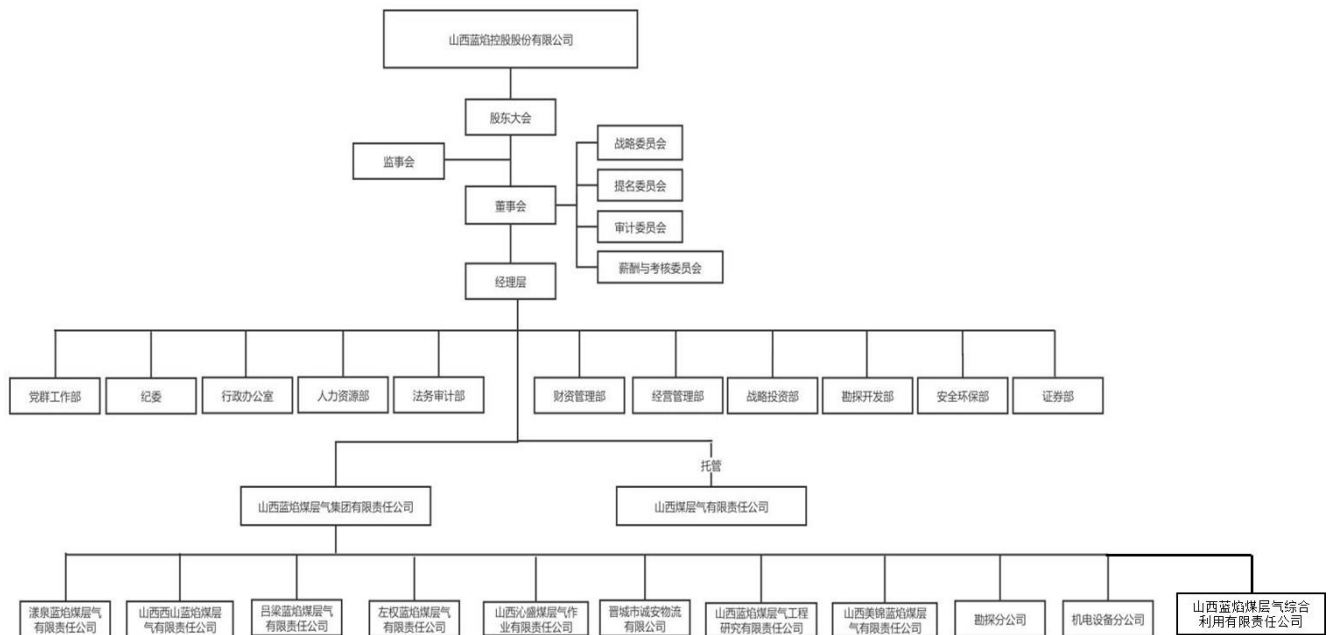 山西蓝焰控股股份有限公司
股东大会
监事会
战略委员会
提名委员会
董事会
审计委员会
薪酬与考核委员会
经理层
党群工作部
纪委
行政办公室
人力资源部
法务审计部
财资管理部
经营管理部
战略投资部
勘探开发部
安全环保部
证券部
托管
山西蓝焰煤层气集团有限责任公司
山西煤层气有限责任公司
漾泉蓝焰煤层气
有限责任公司
山西西山蓝焰煤层
气有限责任公司
吕梁蓝焰煤层气
有限责任公司
左权蓝焰煤层气
有限责任公司
山西沁盛煤层气作
业有限责任公司
晋城市诚安物流
有限公司
山西蓝焰煤层气工程
研究有限责任公司
山西美锦蓝焰煤层
气有限责任公司
勘探分公司
机电设备分公司
山西蓝焰煤层气综合
利用有限责任公司